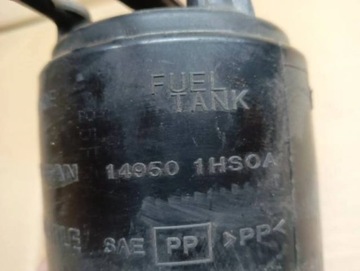 FUEL
TANK
14950 1HS0A
SAE PP >PP<